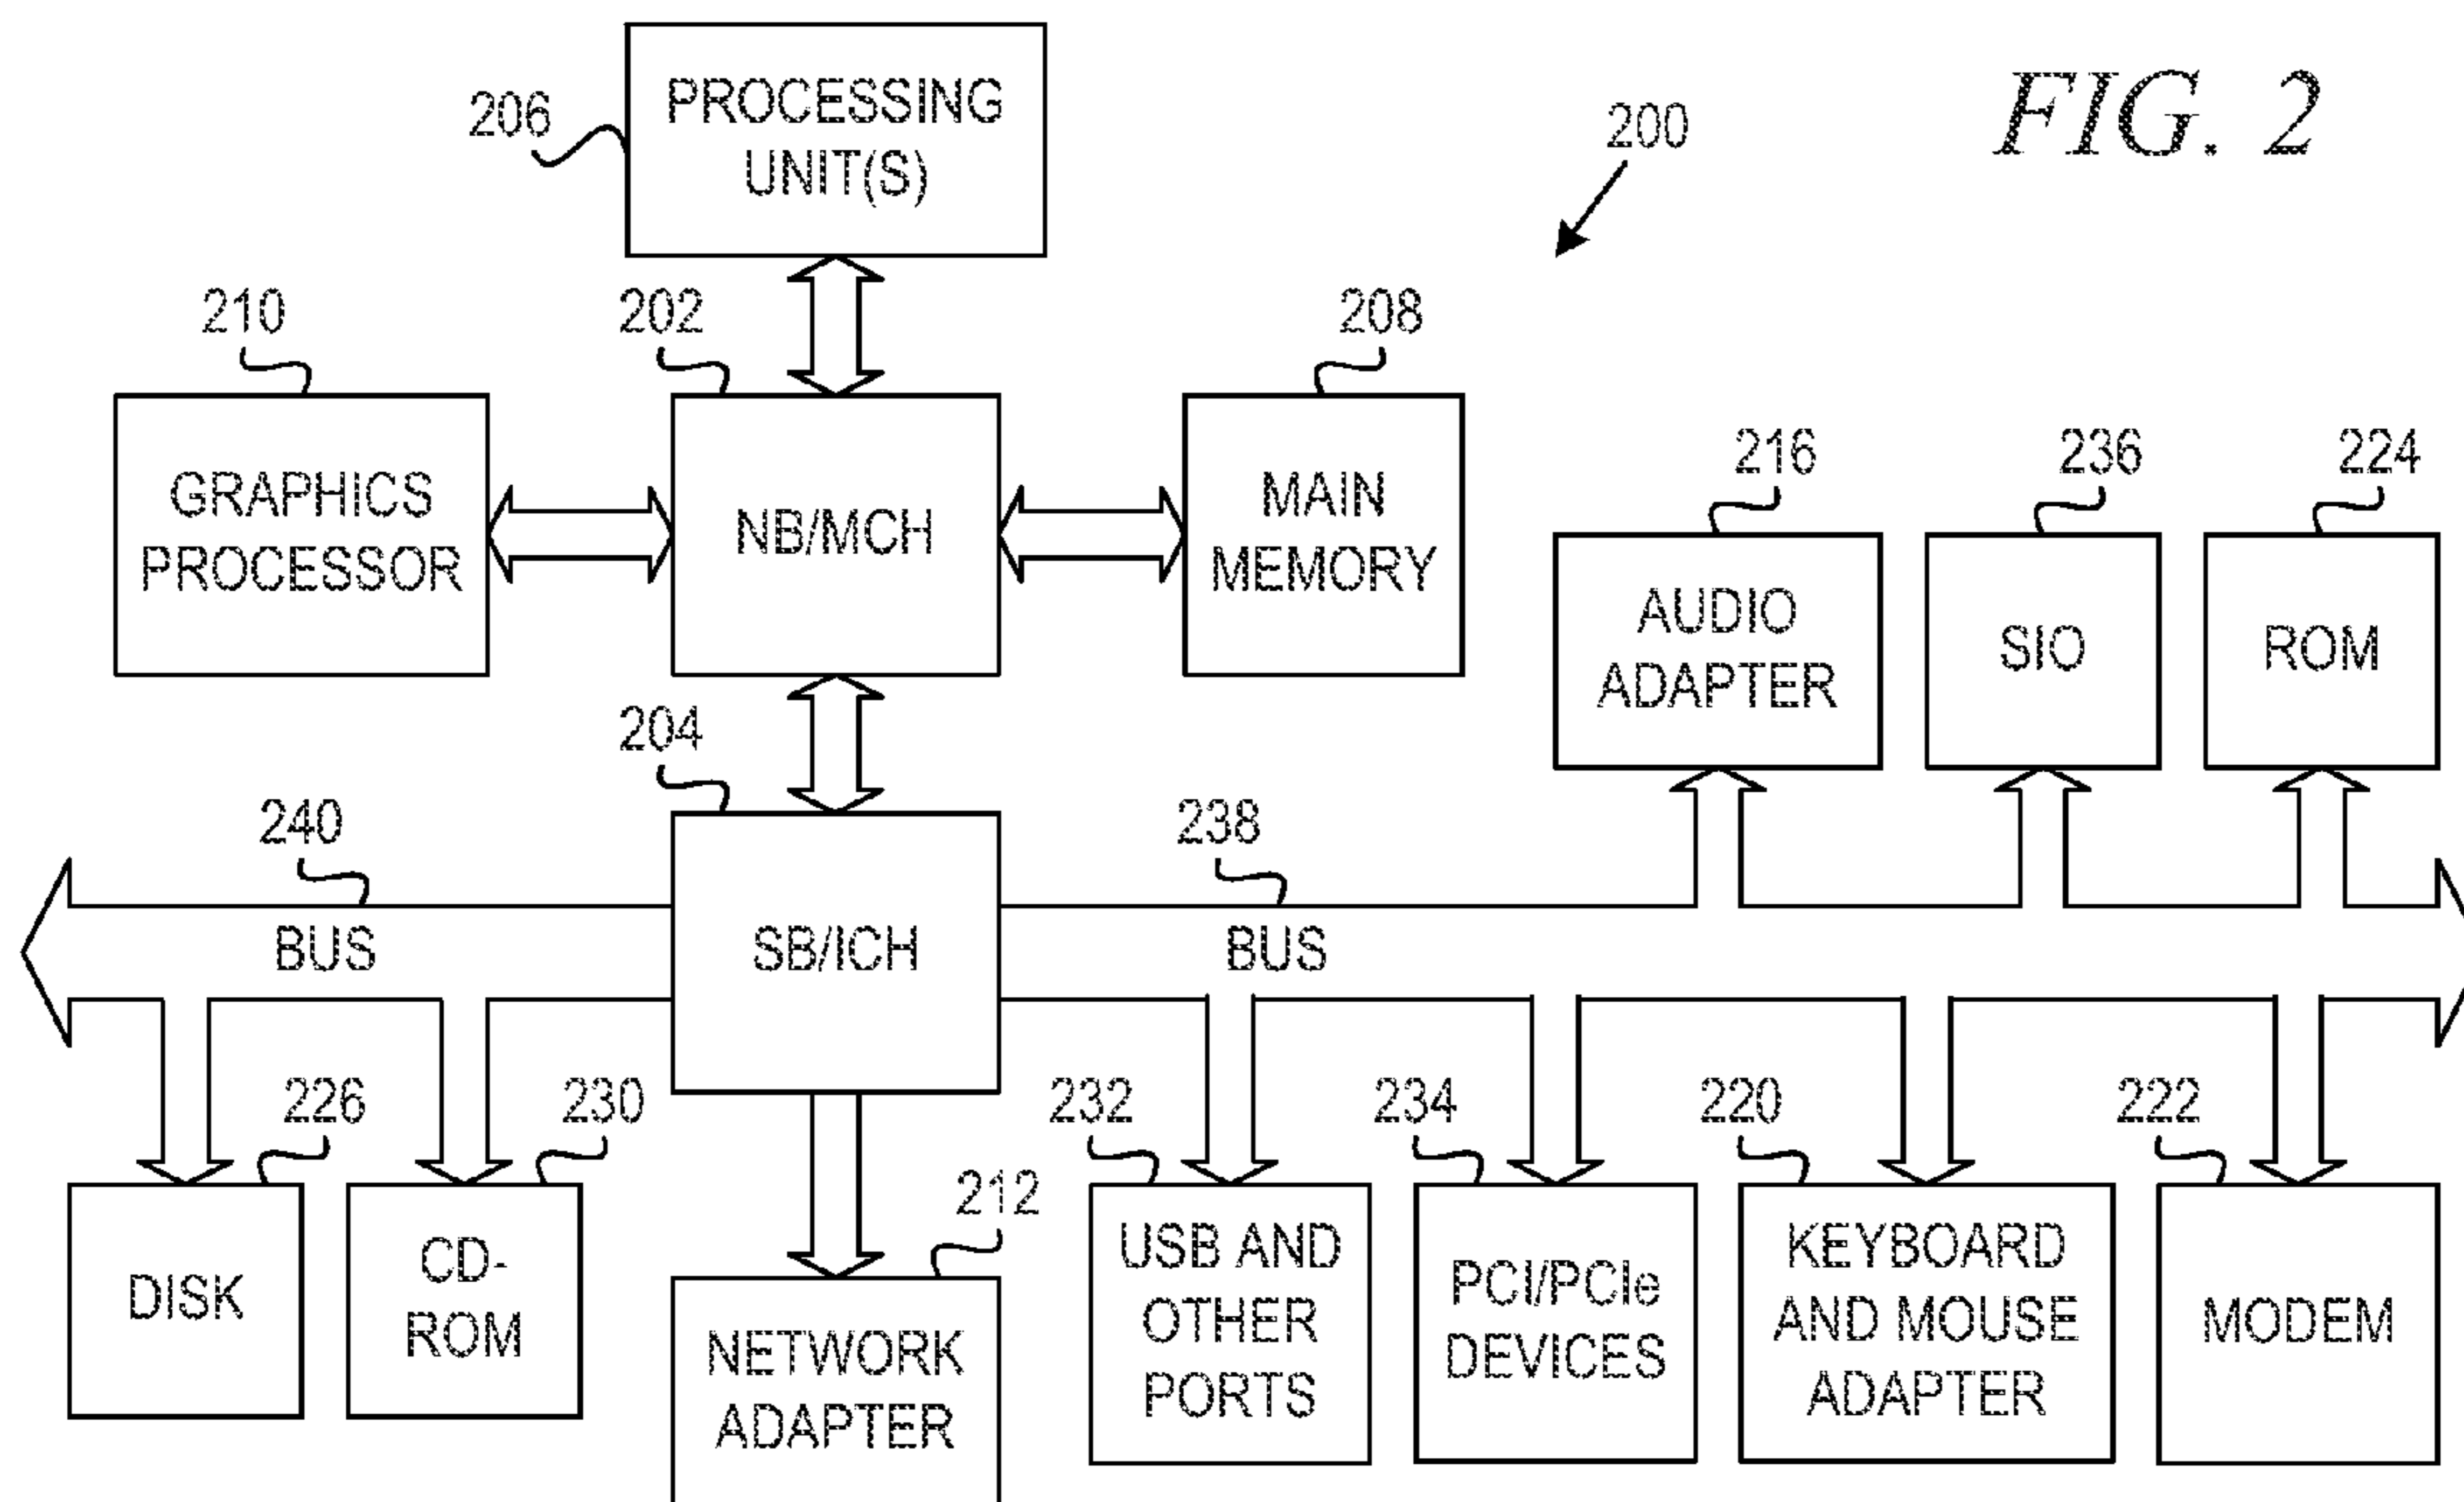 FIG. 2
200
206
PROCESSING
UNIT(S)
210
202
208
GRAPHICS
PROCESSOR
NB/MCH
MAIN
MEMORY
216
236
224
AUDIO
ADAPTER
SIO
ROM
204
240
238
BUS
SB/ICH
BUS
226
230
212
232
234
220
222
DISK
CD-
ROM
NETWORK
ADAPTER
USB AND
OTHER
PORTS
PCI/PCIe
DEVICES
KEYBOARD
AND MOUSE
ADAPTER
MODEM